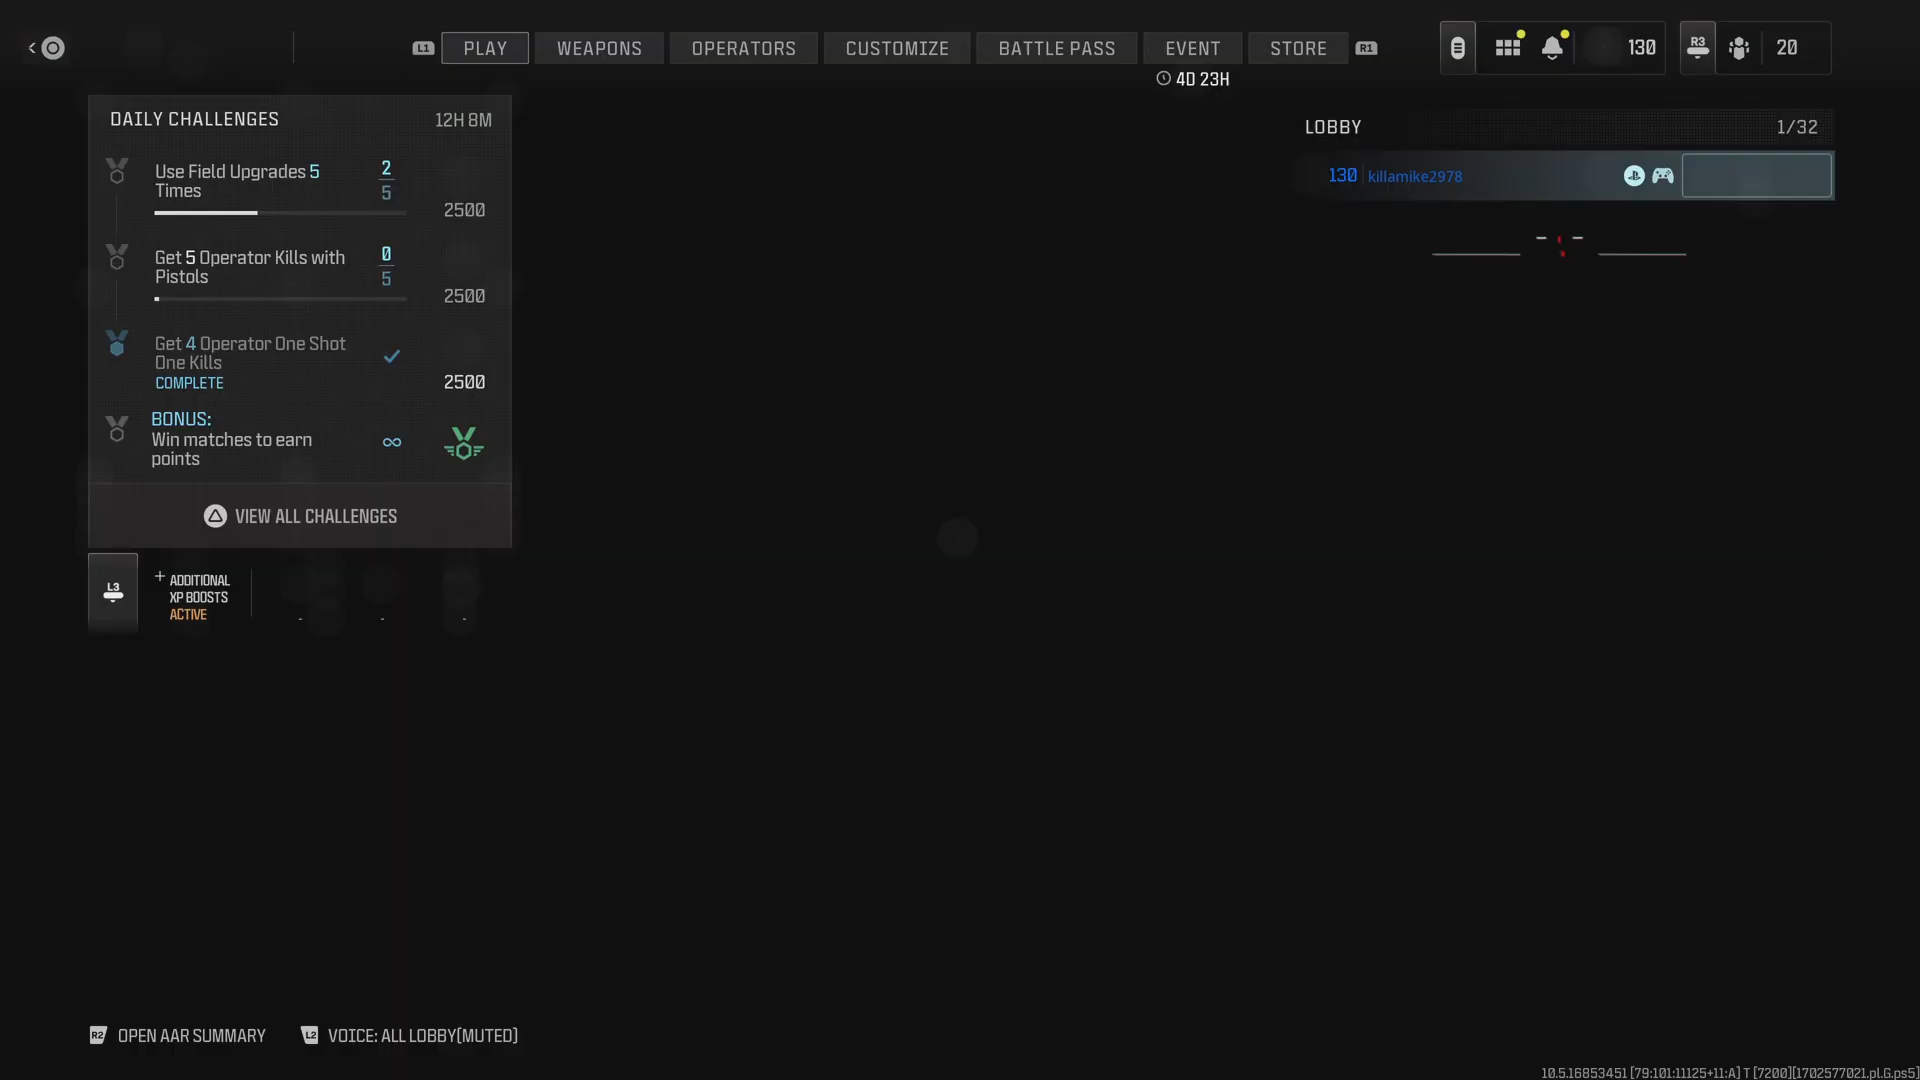 L1 PLAY WEAPONS OPERATORS CUSTOMIZE BATTLE PASS EVENT STORE R1
130 R3 20
4D 23H
DAILY CHALLENGES 12H 8M
Use Field Upgrades 5
Times
2
5
2500
Get 5 Operator Kills with
Pistols
0
5
2500
Get 4 Operator One Shot
One Kills
COMPLETE
2500
BONUS:
Win matches to earn
points
VIEW ALL CHALLENGES
L3
+ ADDITIONAL
XP BOOSTS
ACTIVE
LOBBY 1/32
130 killamike2978
R2 OPEN AAR SUMMARY L2 VOICE: ALL LOBBY(MUTED)
10.5.16853451 [79:101:11125+11:A] T [7200][1702577021.pl.G.ps5]